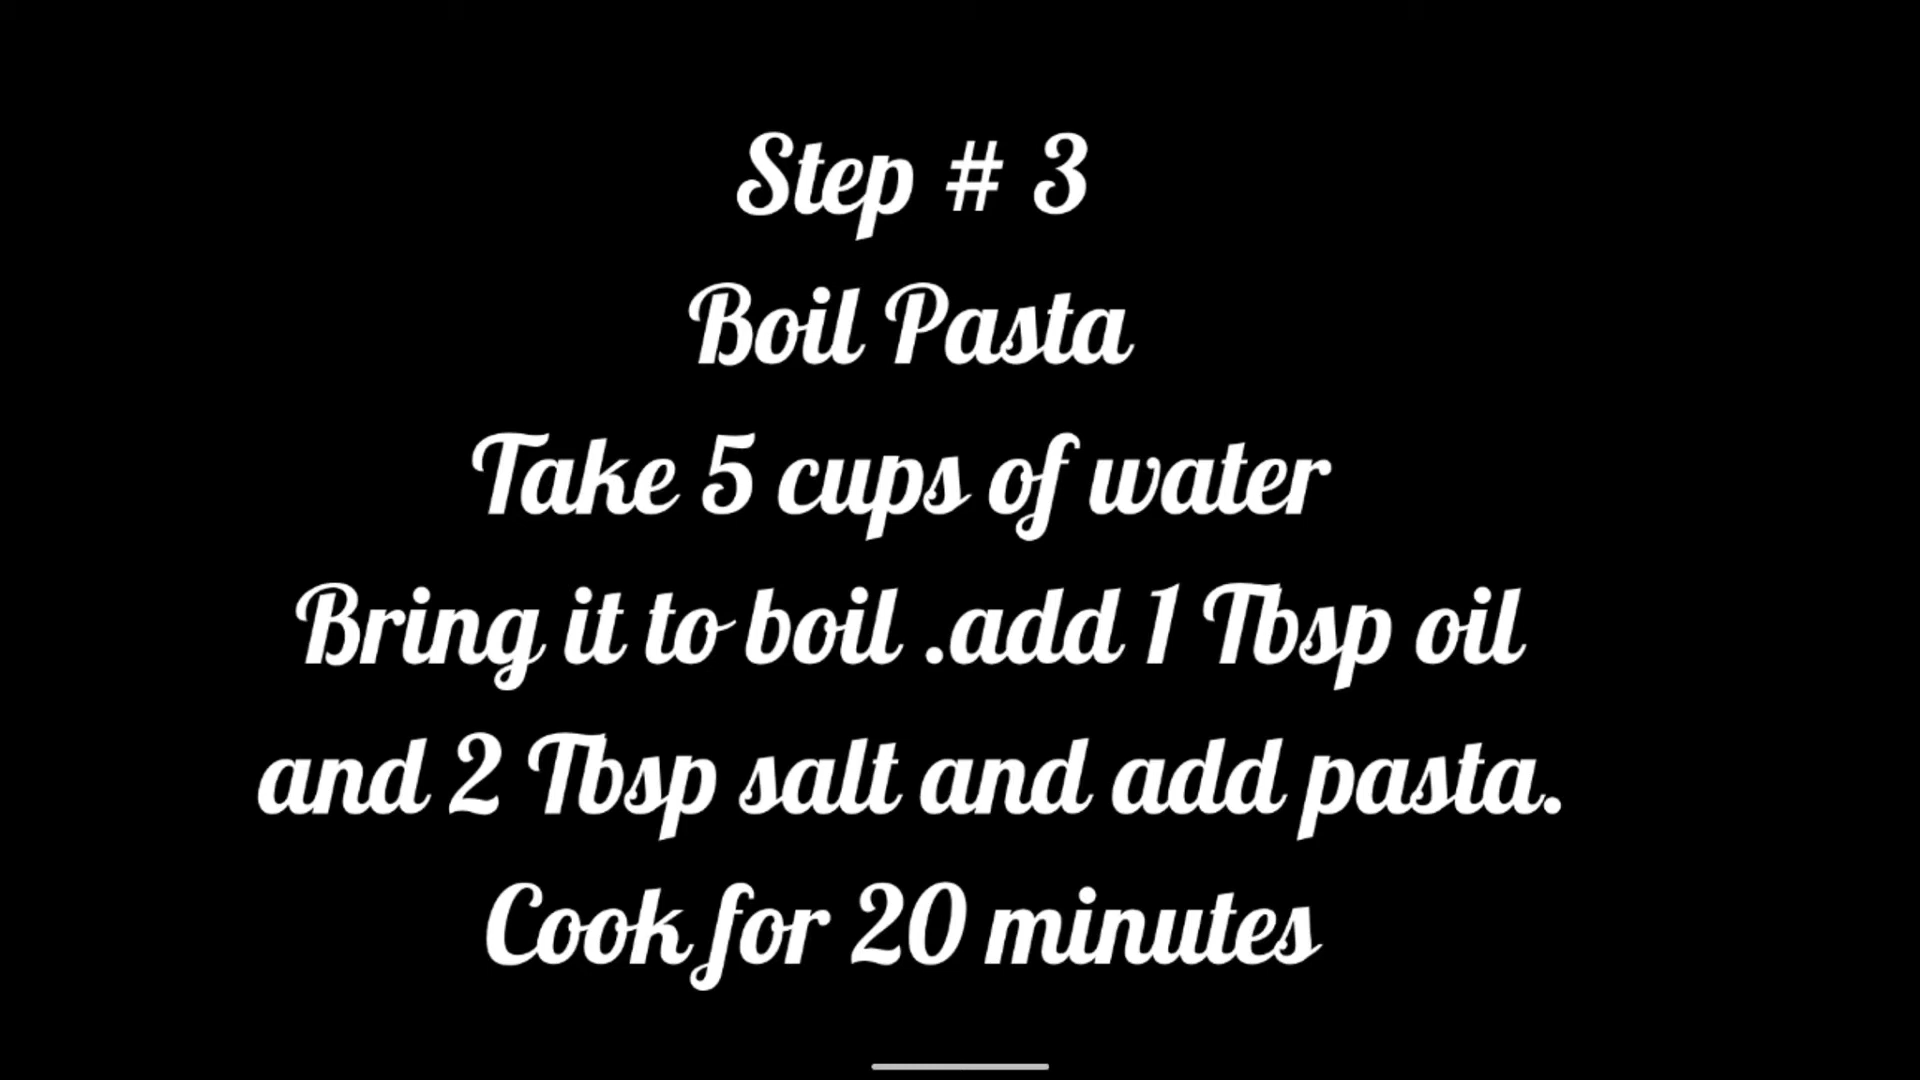 Step # 3
Boil Pasta
Take 5 cups of water
Bring it to boil .add 1 Tbsp oil
and 2 Tbsp salt and add pasta.
Cook for 20 minutes